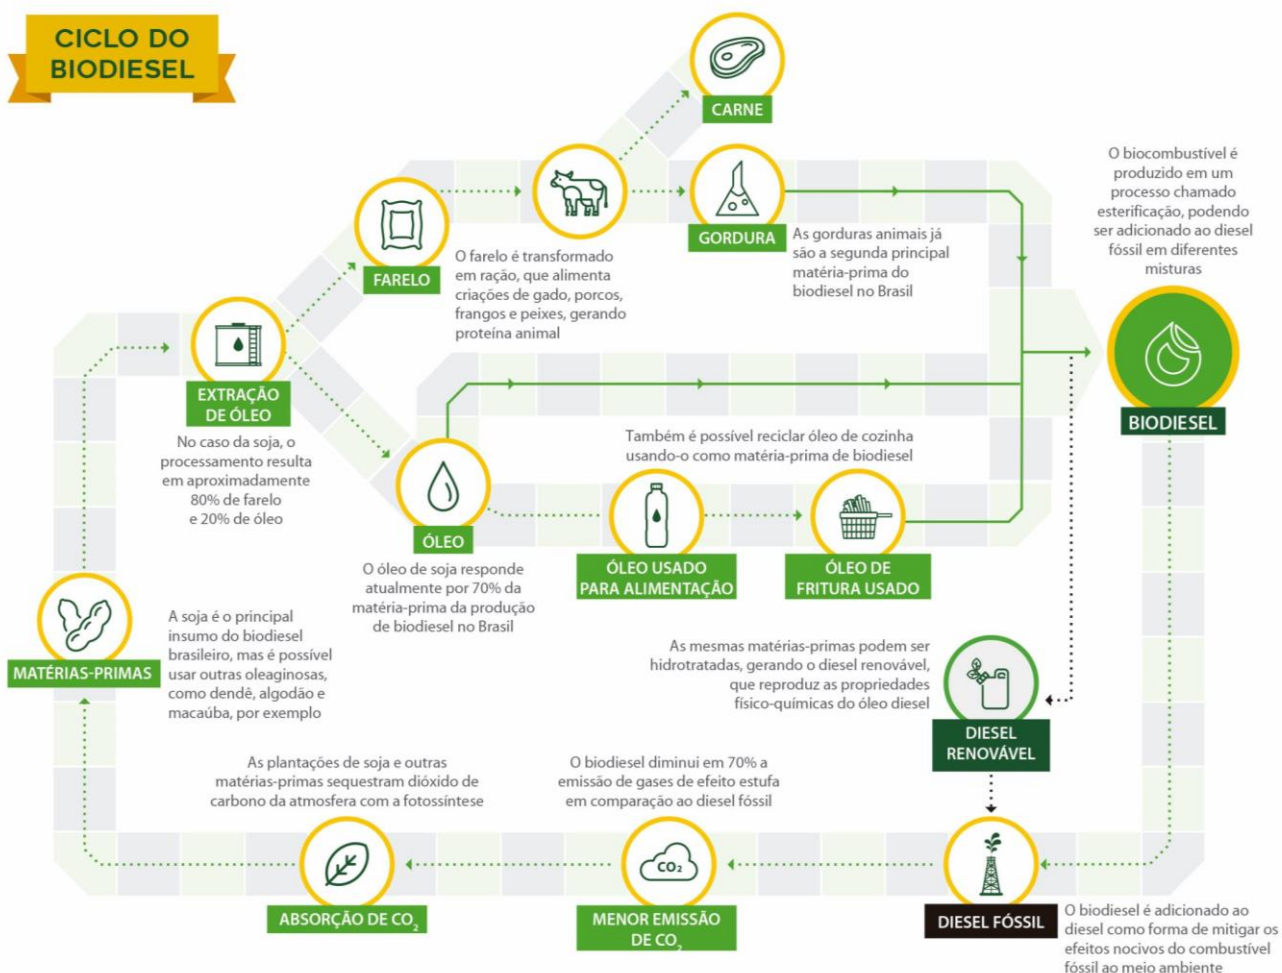 CICLO DO
BIODIESEL
CARNE
O biocombustível é
produzido em um
processo chamado
esterificação, podendo
ser adicionado ao diesel
fóssil em diferentes
misturas
GORDURA
As gorduras animais já
são a segunda principal
matéria-prima do
biodiesel no Brasil
FARELO
O farelo é transformado
em ração, que alimenta
criações de gado, porcos,
frangos e peixes, gerando
proteína animal
EXTRAÇÃO
DE ÓLEO
No caso da soja, o
processamento resulta
em aproximadamente
80% de farelo
e 20% de óleo
BIODIESEL
Também é possível reciclar óleo de cozinha
usando-o como matéria-prima de biodiesel
ÓLEO
O óleo de soja responde
atualmente por 70% da
matéria-prima da produção
de biodiesel no Brasil
ÓLEO USADO
PARA ALIMENTAÇÃO
ÓLEO DE
FRITURA USADO
MATÉRIAS-PRIMAS
A soja é o principal
insumo do biodiesel
brasileiro, mas é possível
usar outras oleaginosas,
como dendê, algodão e
macaúba, por exemplo
As mesmas matérias-primas podem ser
hidrotratadas, gerando o diesel renovável,
que reproduz as propriedades
físico-químicas do óleo diesel
DIESEL
RENOVÁVEL
As plantações de soja e outras
matérias-primas sequestram dióxido de
carbono da atmosfera com a fotossíntese
O biodiesel diminui em 70% a
emissão de gases de efeito estufa
em comparação ao diesel fóssil
CO₂
ABSORÇÃO DE CO₂
MENOR EMISSÃO
DE CO₂
DIESEL FÓSSIL
O biodiesel é adicionado ao
diesel como forma de mitigar os
efeitos nocivos do combustível
fóssil ao meio ambiente